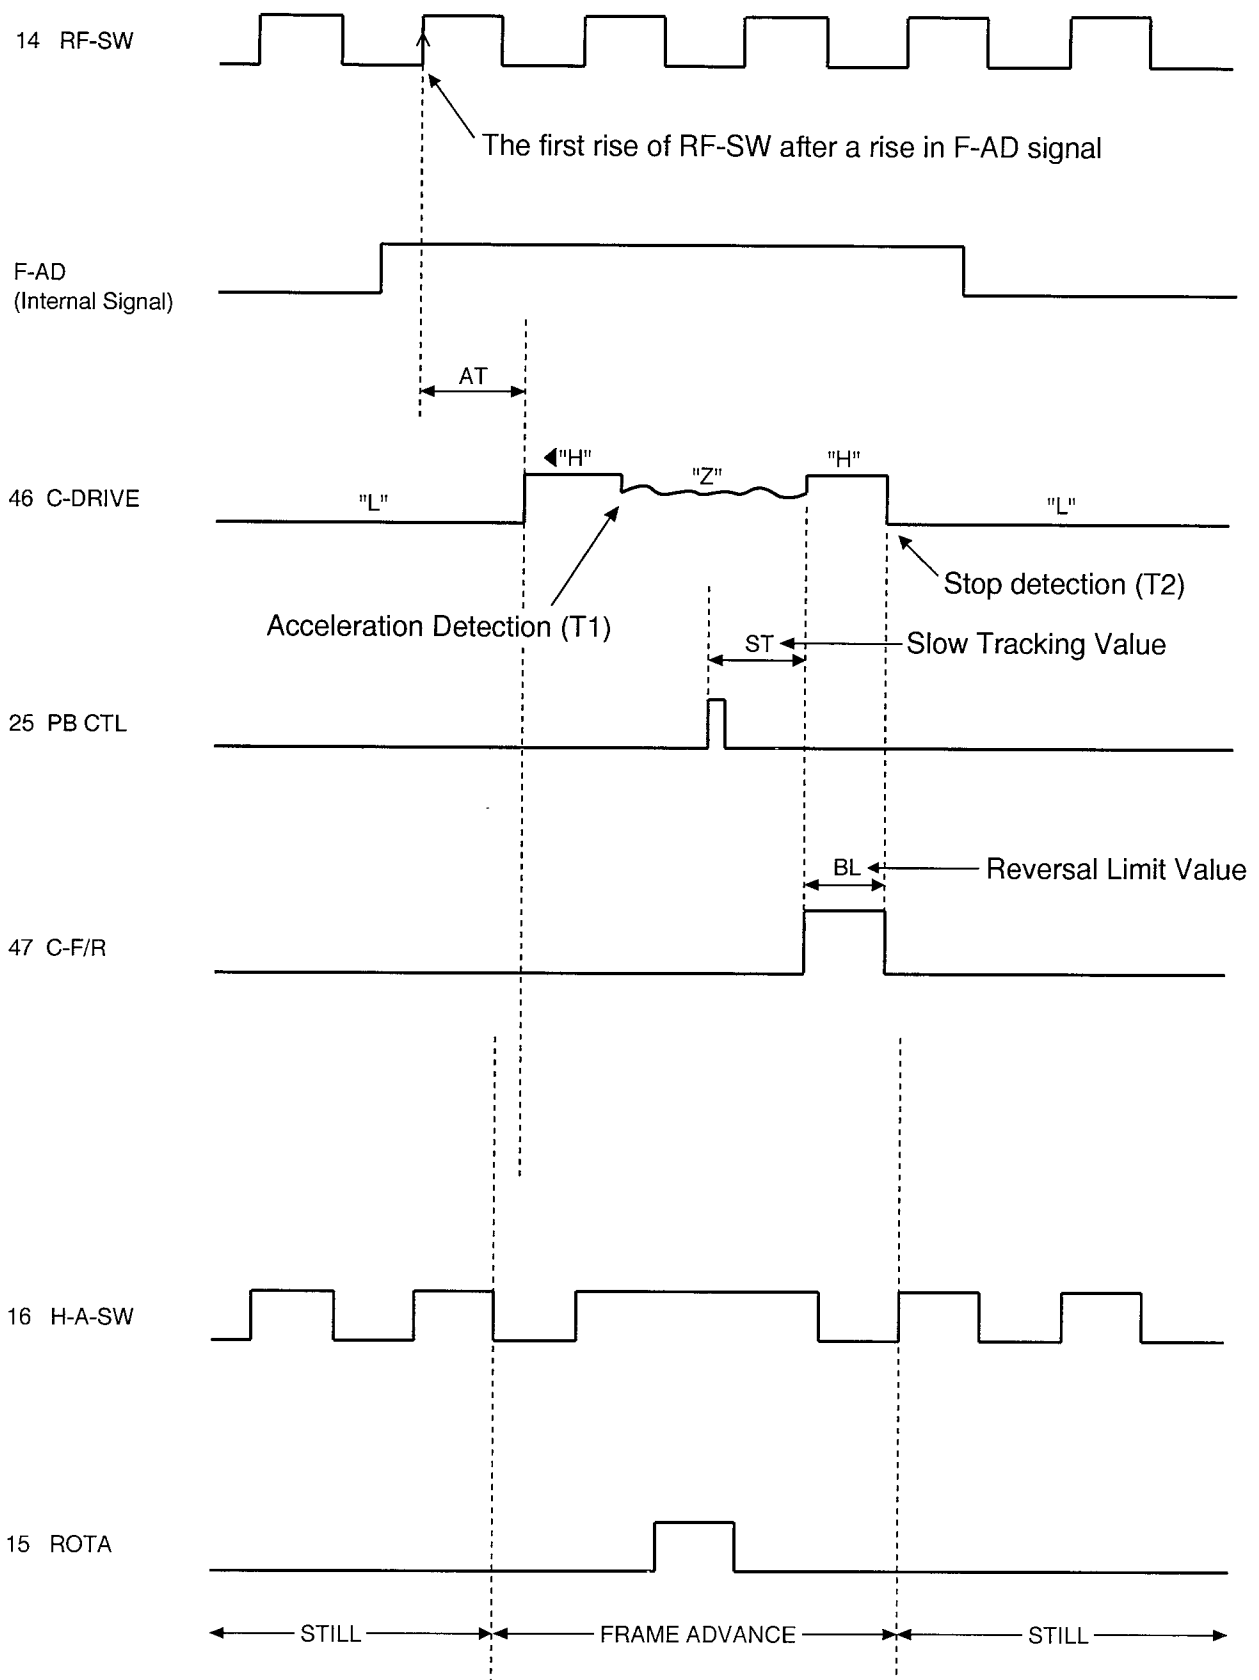 14 RF-SW
The first rise of RF-SW after a rise in F-AD signal
F-AD
(Internal Signal)
AT
46 C-DRIVE
"L"
"H"
"Z"
"H"
"L"
Acceleration Detection (T1)
Stop detection (T2)
ST
Slow Tracking Value
25 PB CTL
BL
Reversal Limit Value
47 C-F/R
16 H-A-SW
15 ROTA
STILL
FRAME ADVANCE
STILL